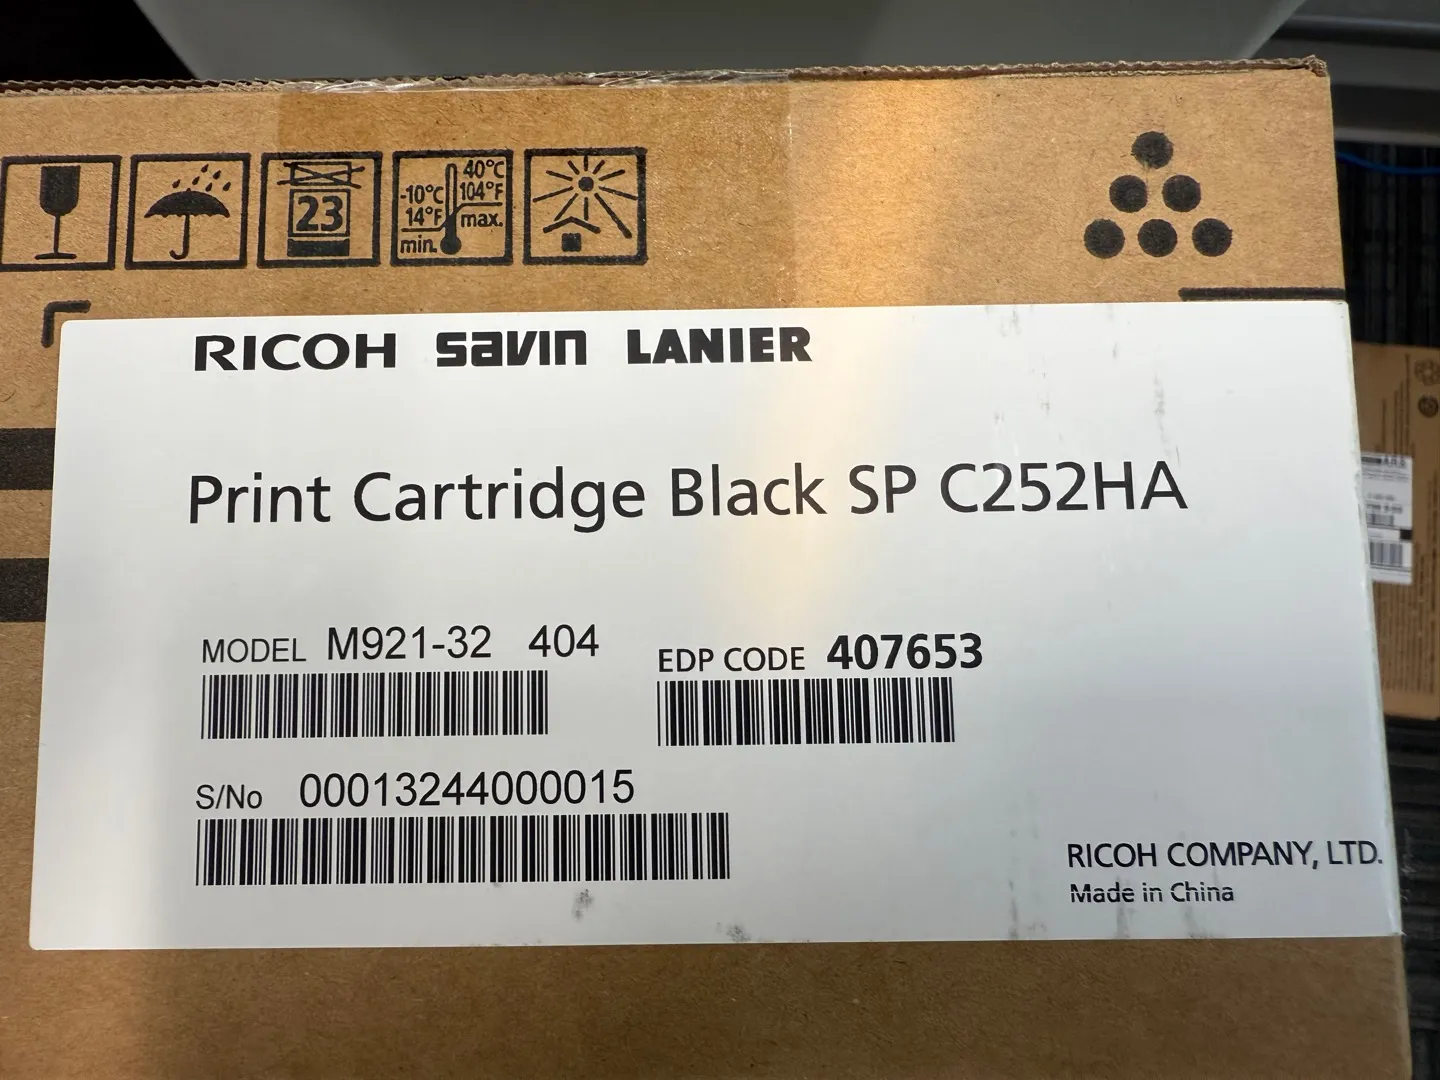 23
-10°C
14°F
min.
40°C
104°F
max.
RICOH savin LANIER
Print Cartridge Black SP C252HA
MODEL M921-32 404
EDP CODE 407653
S/No 00013244000015
RICOH COMPANY, LTD.
Made in China